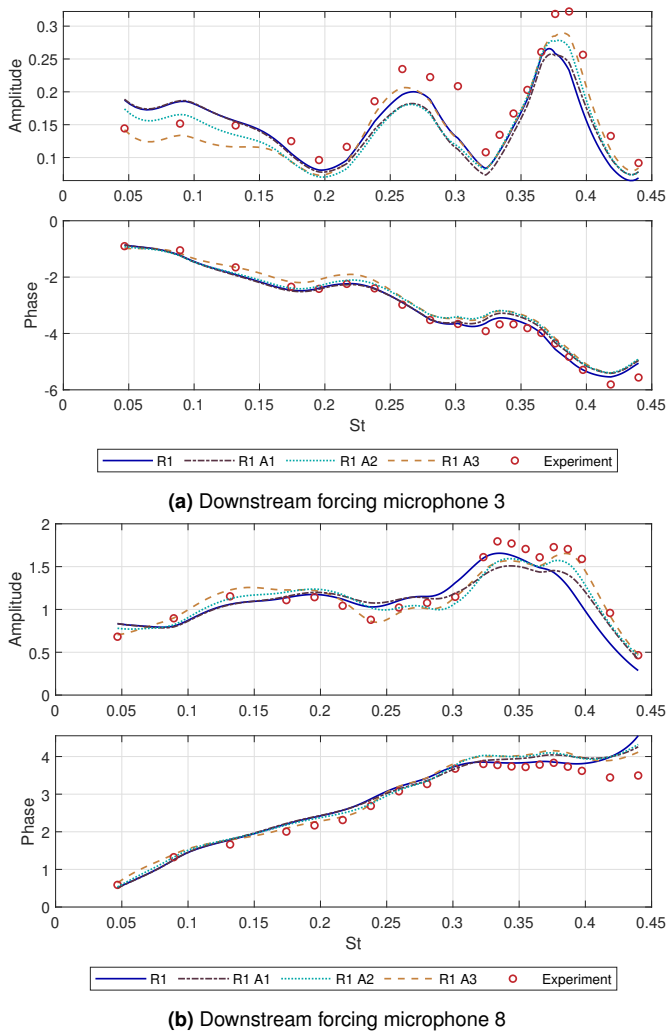 0.3
0.25
0.2
0.15
0.1
Amplitude
0 0.05 0.1 0.15 0.2 0.25 0.3 0.35 0.4 0.45
0
-2
-4
-6
Phase
0 0.05 0.1 0.15 0.2 0.25 0.3 0.35 0.4 0.45
St
R1 R1 A1 R1 A2 R1 A3 Experiment
(a) Downstream forcing microphone 3
2
1.5
1
0.5
0
Amplitude
0 0.05 0.1 0.15 0.2 0.25 0.3 0.35 0.4 0.45
4
3
2
1
0
Phase
0 0.05 0.1 0.15 0.2 0.25 0.3 0.35 0.4 0.45
St
R1 R1 A1 R1 A2 R1 A3 Experiment
(b) Downstream forcing microphone 8